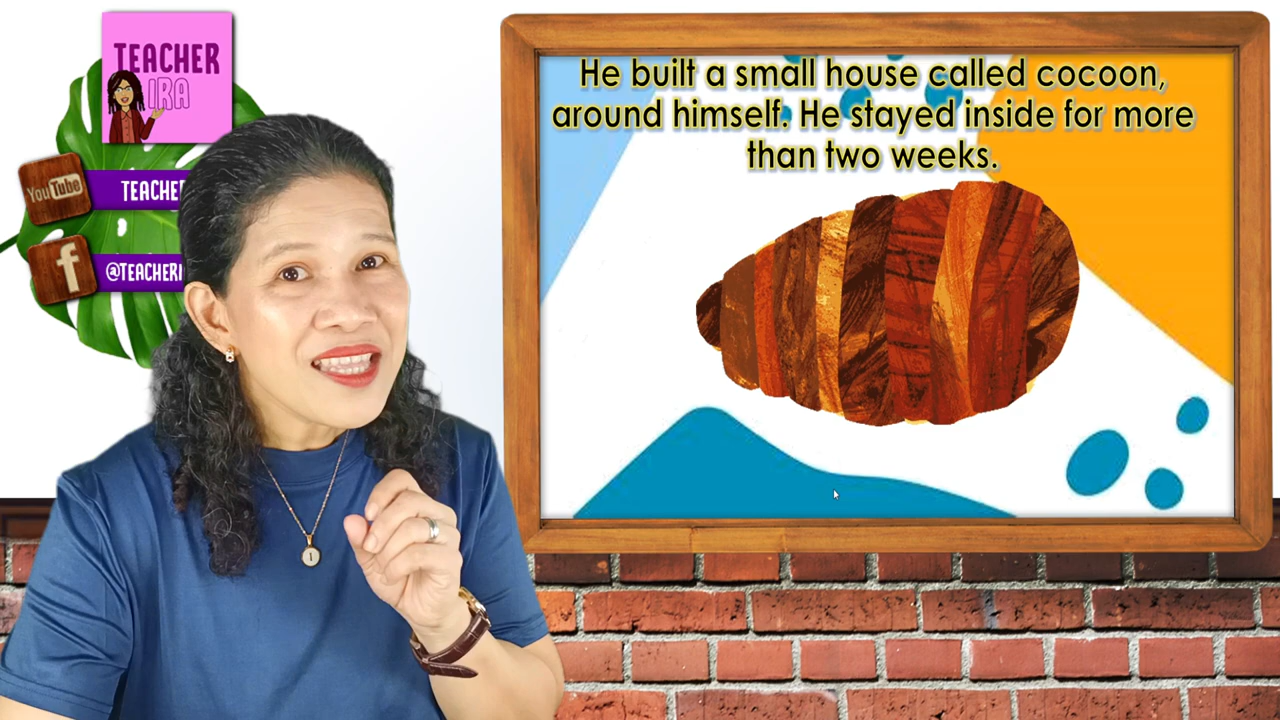 TEACHER
IRA
YouTube
TEACHER
f
@TEACHERI
He built a small house called cocoon,
around himself. He stayed inside for more
than two weeks.